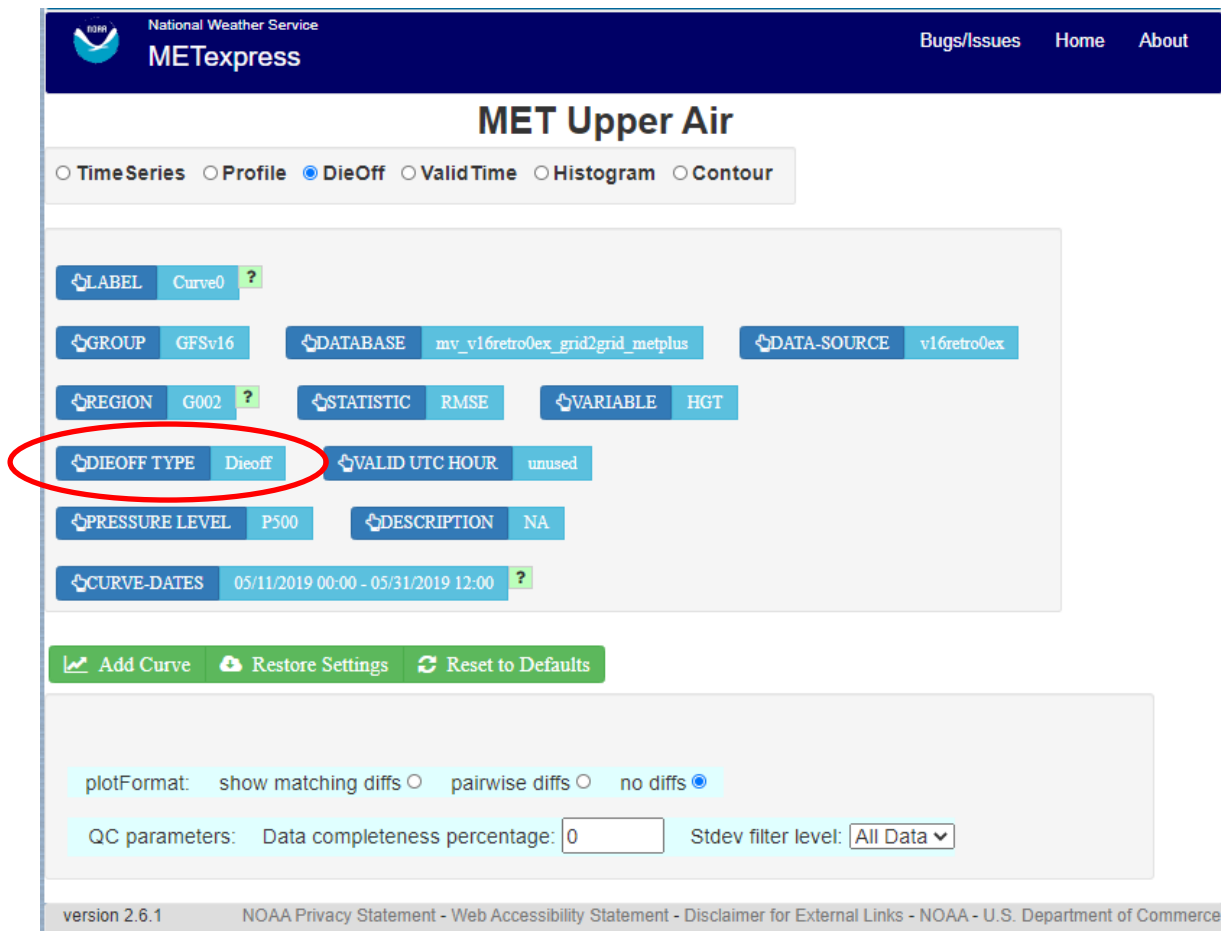 NOAA
National Weather Service
METexpress
Bugs/Issues Home About
MET Upper Air
TimeSeries Profile DieOff ValidTime Histogram Contour
LABEL Curve0 ?
GROUP GFSv16 DATABASE mv_v16retro0ex_grid2grid_metplus DATA-SOURCE v16retro0ex
REGION G002 ? STATISTIC RMSE VARIABLE HGT
DIEOFF TYPE Dieoff VALID UTC HOUR unused
PRESSURE LEVEL P500 DESCRIPTION NA
CURVE-DATES 05/11/2019 00:00 - 05/31/2019 12:00 ?
Add Curve Restore Settings Reset to Defaults
plotFormat: show matching diffs pairwise diffs no diffs
QC parameters: Data completeness percentage: 0 Stdev filter level: All Data
version 2.6.1 NOAA Privacy Statement - Web Accessibility Statement - Disclaimer for External Links - NOAA - U.S. Department of Commerce